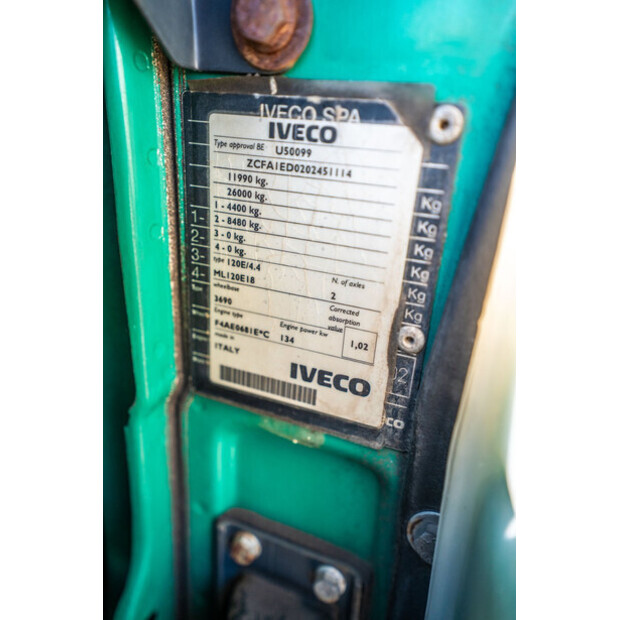 IVECO SPA
IVECO
Type approval BE U50099
ZCFA1ED0202451114
11990 kg.
26000 kg.
1 - 4400 kg.
2 - 8480 kg.
3 - 0 kg.
4 - 0 kg.
type 120E/4.4
ML120E18
N. of axles
2
wheelbase
3690
Corrected
absorption
value
1,02
Engine type
F4AE0681E*C
Engine power kw
134
made in
ITALY
IVECO
1-
2-
3-
4-
Kg
Kg
Kg
Kg
Kg
Kg
CO